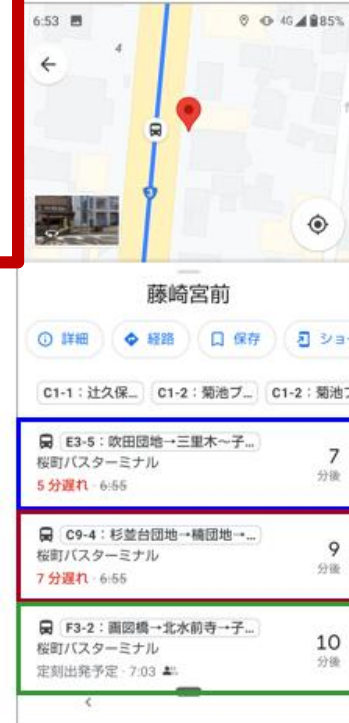 6:53 4G 85%
4
3
藤崎宮前
詳細 経路 保存 ショー
C1-1：辻久保... C1-2：菊池プ... C1-2：菊池プ
E3-5：吹田団地→三里木～子...
桜町バスターミナル
5 分遅れ · 6:55
7
分後
C9-4：杉並台団地→楠団地→...
桜町バスターミナル
7 分遅れ · 6:55
9
分後
F3-2：画図橋→北水前寺→子...
桜町バスターミナル
定刻出発予定 · 7:03
10
分後